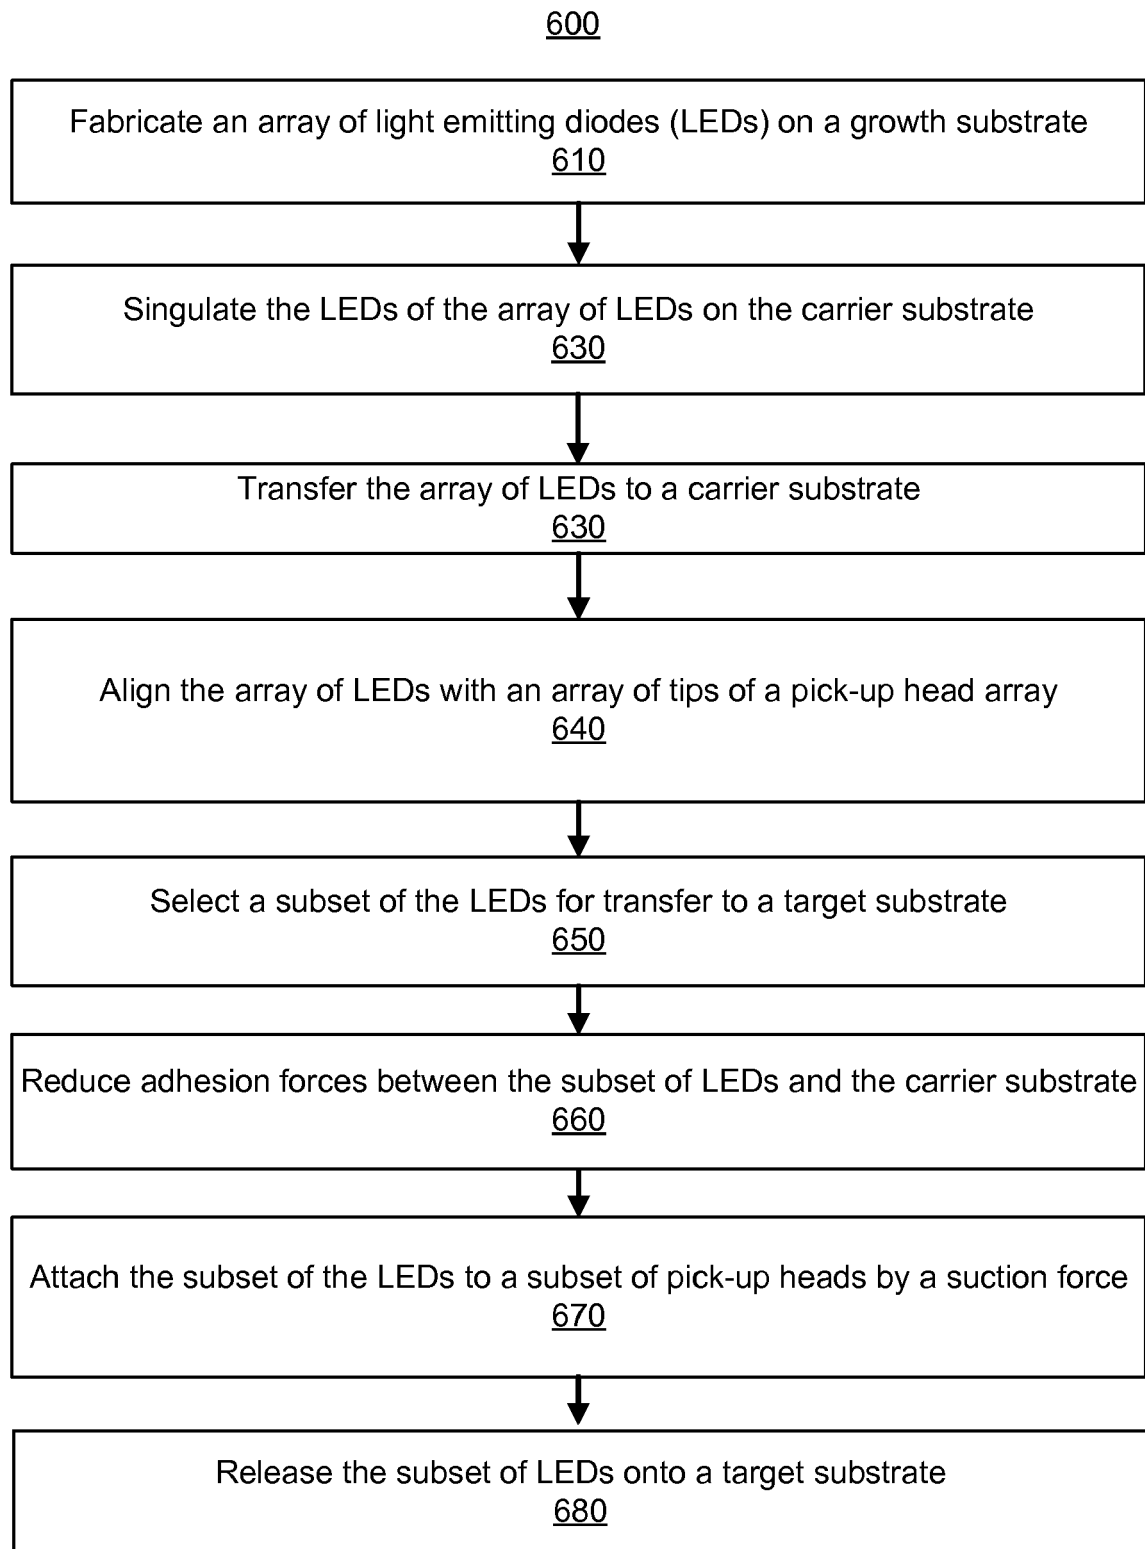 600
Fabricate an array of light emitting diodes (LEDs) on a growth substrate
610
Singulate the LEDs of the array of LEDs on the carrier substrate
630
Transfer the array of LEDs to a carrier substrate
630
Align the array of LEDs with an array of tips of a pick-up head array
640
Select a subset of the LEDs for transfer to a target substrate
650
Reduce adhesion forces between the subset of LEDs and the carrier substrate
660
Attach the subset of the LEDs to a subset of pick-up heads by a suction force
670
Release the subset of LEDs onto a target substrate
680